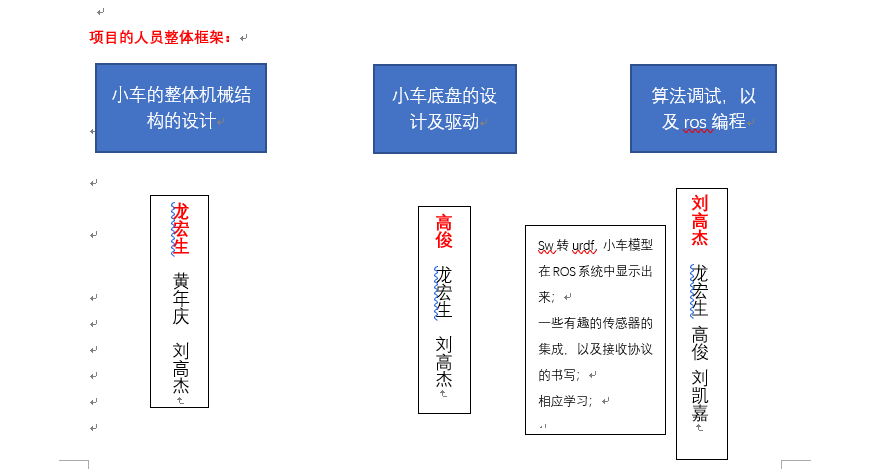 项目的人员整体框架：
小车的整体机械结
构的设计
小车底盘的设
计及驱动
算法调试，以
及 ros 编程
龙宏生
黄年庆
刘高杰
高俊
龙宏生
刘高杰
Sw 转 urdf，小车模型
在 ROS 系统中显示出
来；
一些有趣的传感器的
集成，以及接收协议
的书写；
相应学习；
刘高杰
龙宏生
高俊
刘凯嘉